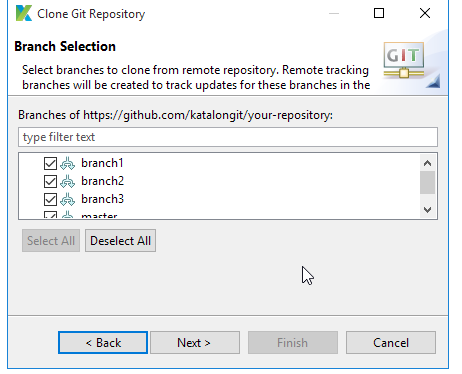 Clone Git Repository
Branch Selection
GIT
Select branches to clone from remote repository. Remote tracking
branches will be created to track updates for these branches in the
Branches of https://github.com/katalongit/your-repository:
type filter text
branch1
branch2
branch3
master
Select All Deselect All
< Back Next > Finish Cancel